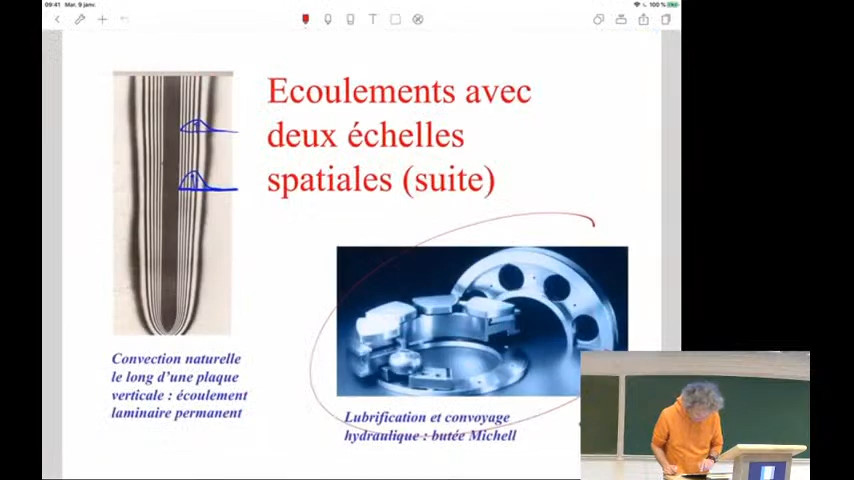 09:41 Mar. 9 janv.
100 %
T
Ecoulements avec
deux échelles
spatiales (suite)
Convection naturelle
le long d'une plaque
verticale : écoulement
laminaire permanent
Lubrification et convoyage
hydraulique : butée Michell